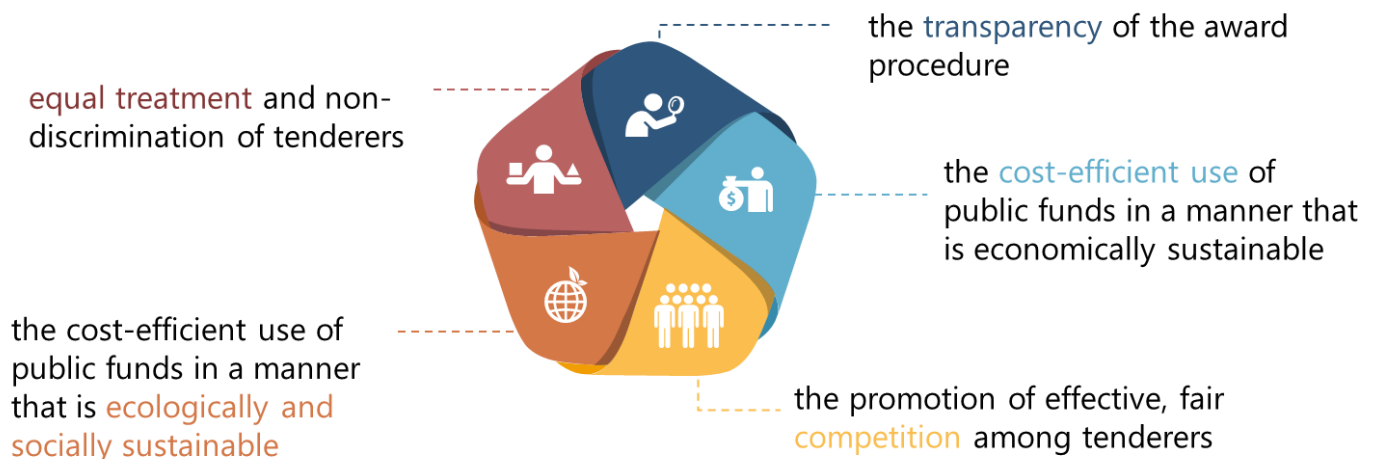 the transparency of the award
procedure
equal treatment and non-
discrimination of tenderers
the cost-efficient use of
public funds in a manner that
is economically sustainable
$
the cost-efficient use of
public funds in a manner
that is ecologically and
socially sustainable
the promotion of effective, fair
competition among tenderers